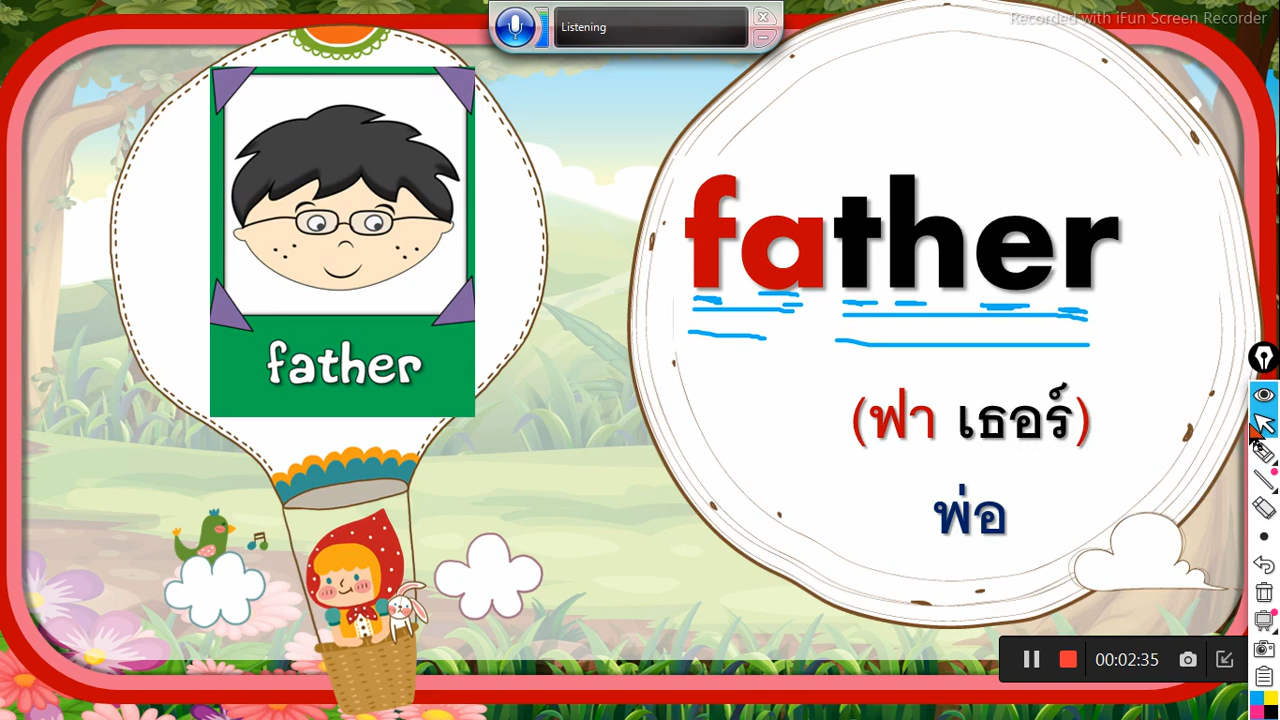 Recorded with iFun Screen Recorder
Listening
father
father
(ฟา เธอร์)
พ่อ
00:02:35